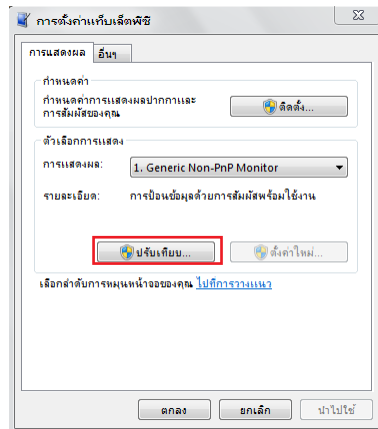 การตั้งค่าแท็บเล็ตพีซี
การแสดงผล อื่นๆ
กำหนดค่า
กำหนดค่าการแสดงผลปากกาและ
การสัมผัสของคุณ
ติดตั้ง...
ตัวเลือกการแสดง
การแสดงผล: 1. Generic Non-PnP Monitor
รายละเอียด: การป้อนข้อมูลด้วยการสัมผัสพร้อมใช้งาน
ปรับเทียบ... ตั้งค่าใหม่...
เลือกลำดับการหมุนหน้าจอของคุณ ไปที่การวางแนว
ตกลง ยกเลิก นำไปใช้